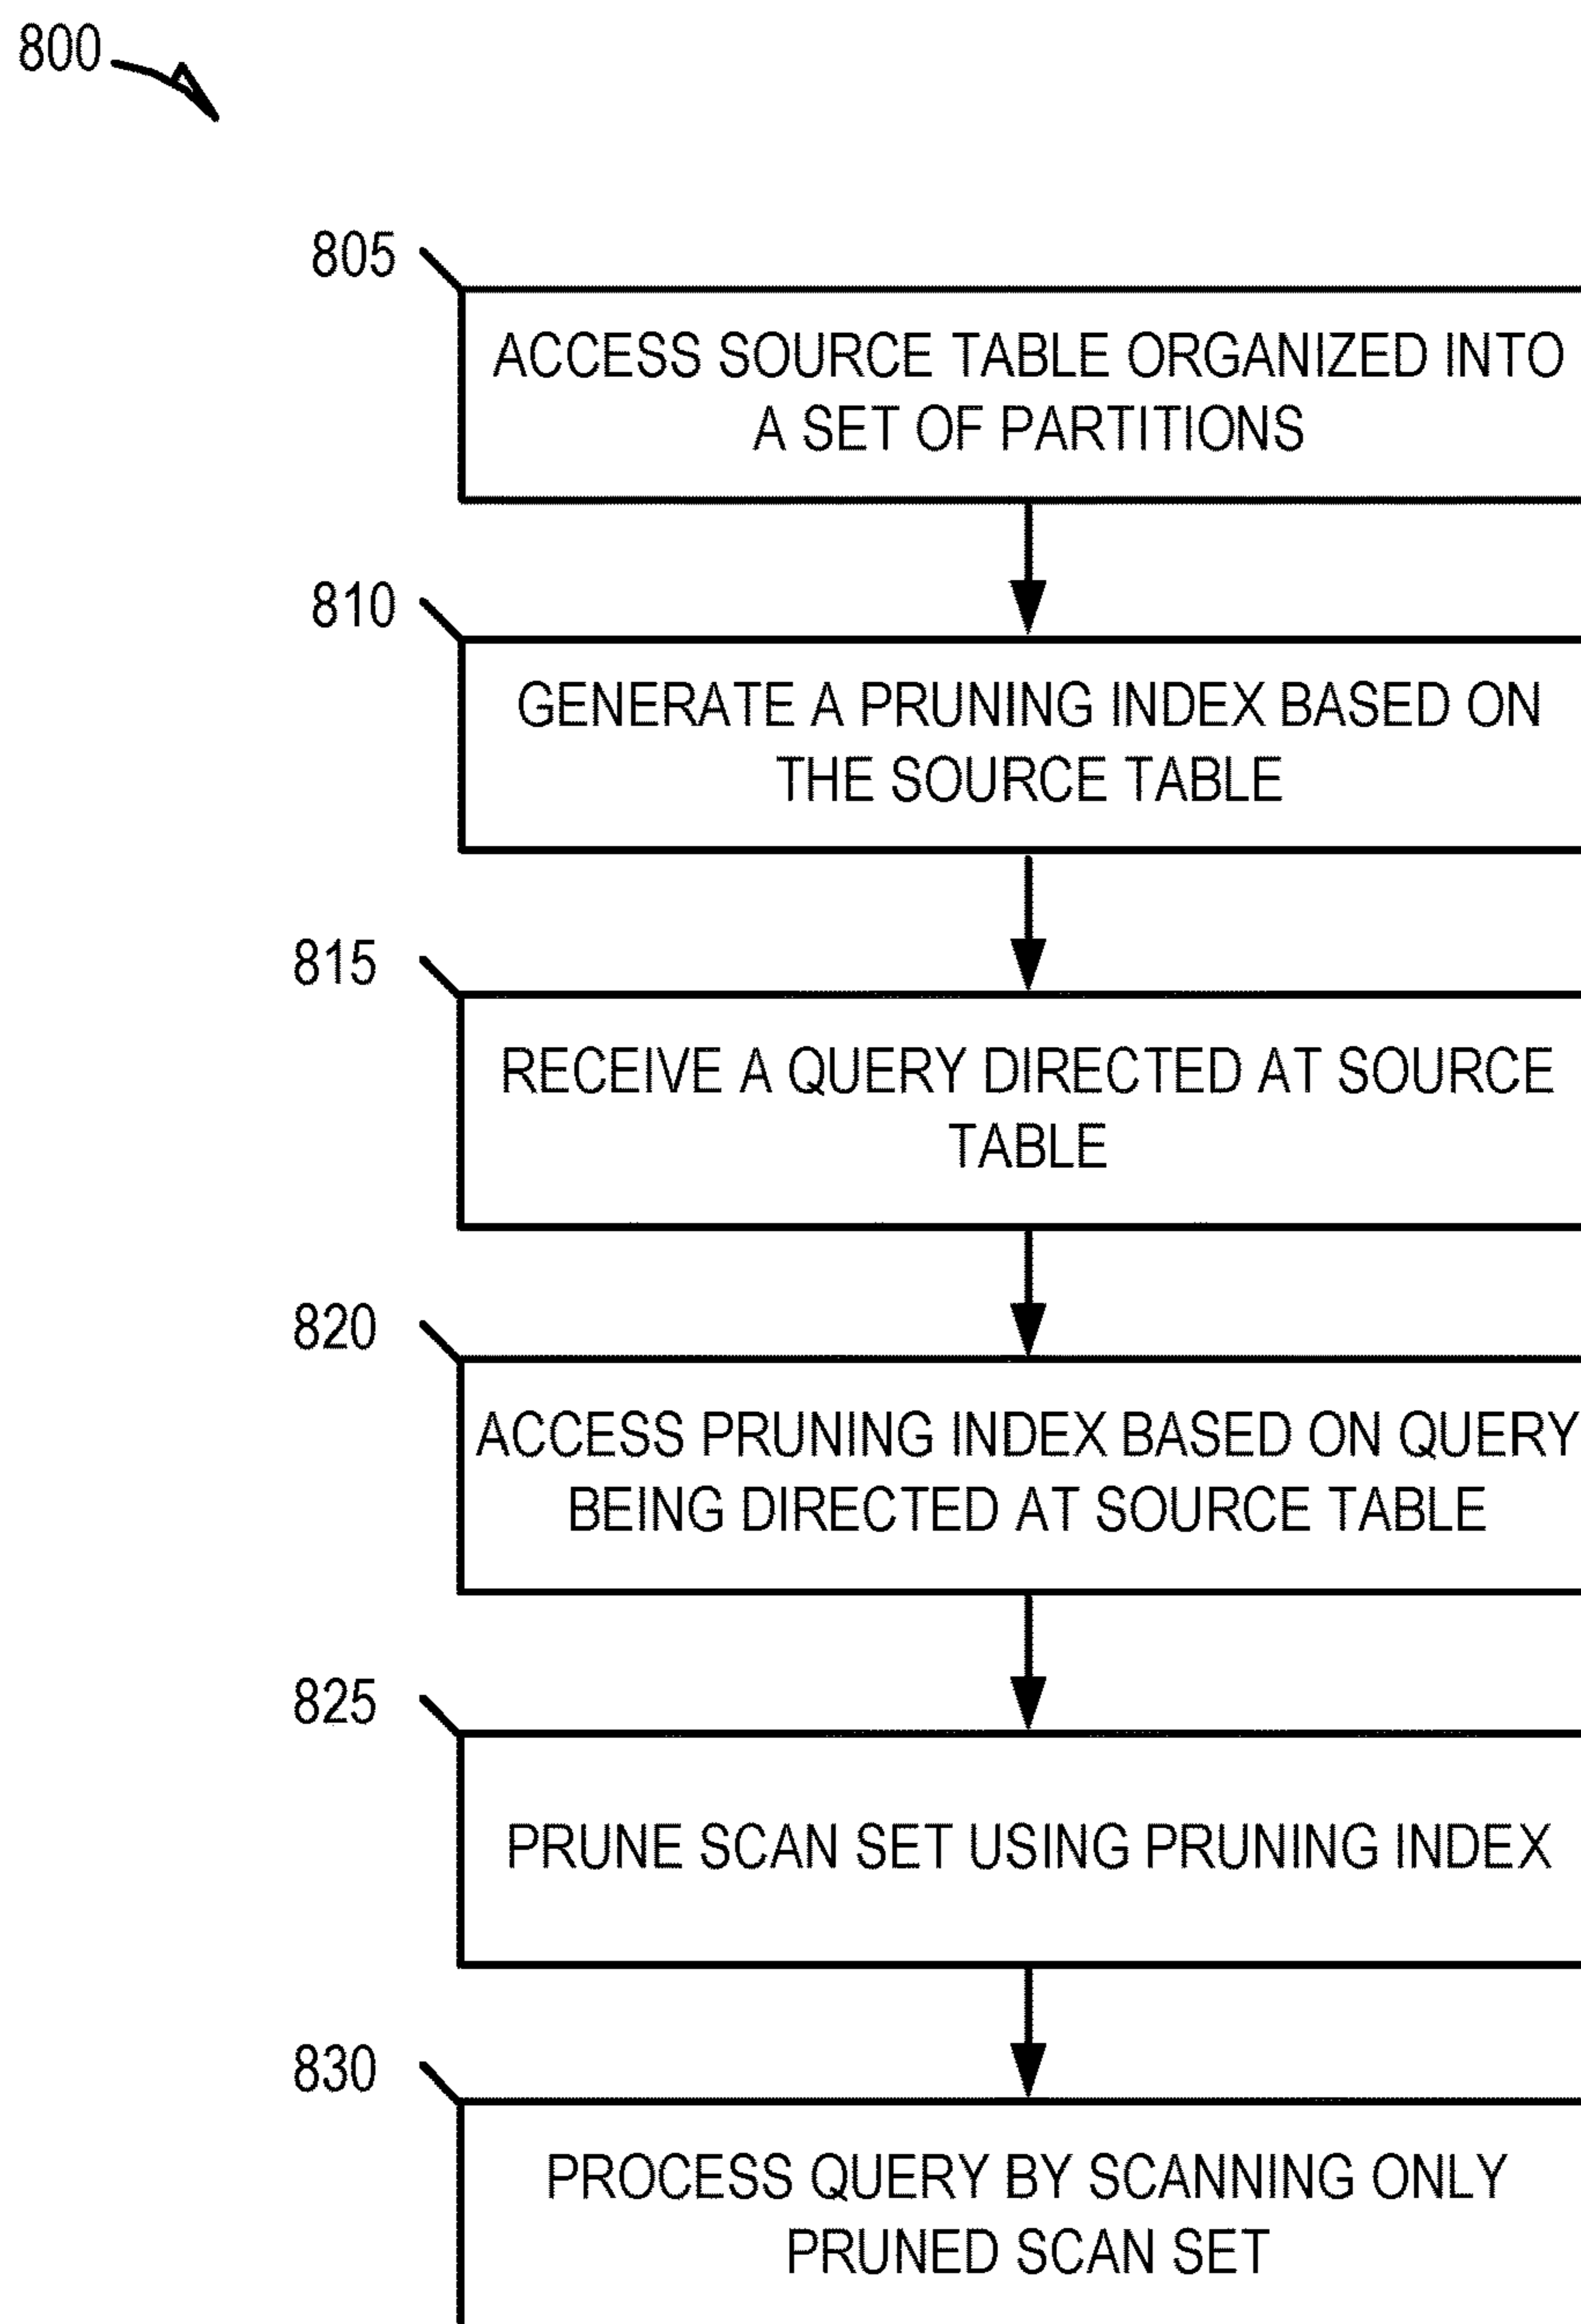 800
805
ACCESS SOURCE TABLE ORGANIZED INTO
A SET OF PARTITIONS
810
GENERATE A PRUNING INDEX BASED ON
THE SOURCE TABLE
815
RECEIVE A QUERY DIRECTED AT SOURCE
TABLE
820
ACCESS PRUNING INDEX BASED ON QUERY
BEING DIRECTED AT SOURCE TABLE
825
PRUNE SCAN SET USING PRUNING INDEX
830
PROCESS QUERY BY SCANNING ONLY
PRUNED SCAN SET